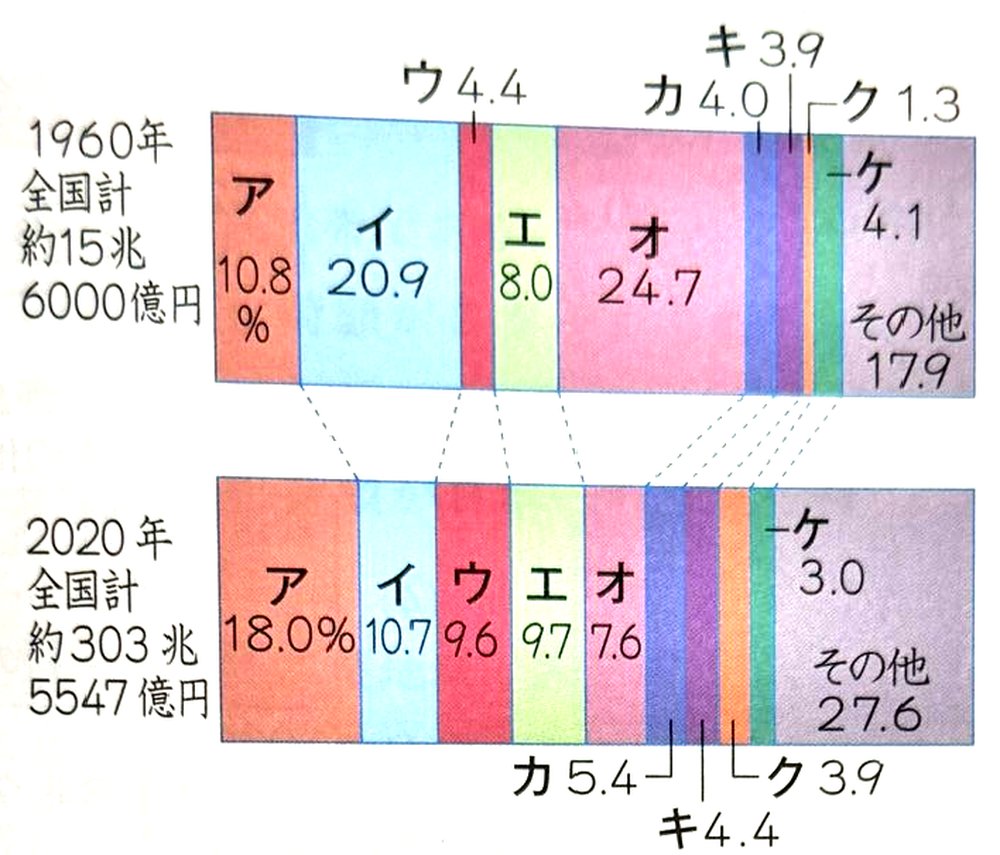 キ 3.9
ウ 4.4
カ 4.0
ク 1.3
1960年
全国計
約15兆
6000億円
ア
10.8
%
イ
20.9
エ
8.0
オ
24.7
ケ
4.1
その他
17.9
2020年
全国計
約303兆
5547億円
ア
18.0%
イ
10.7
ウ
9.6
エ
9.7
オ
7.6
ケ
3.0
その他
27.6
カ 5.4
ク 3.9
キ 4.4